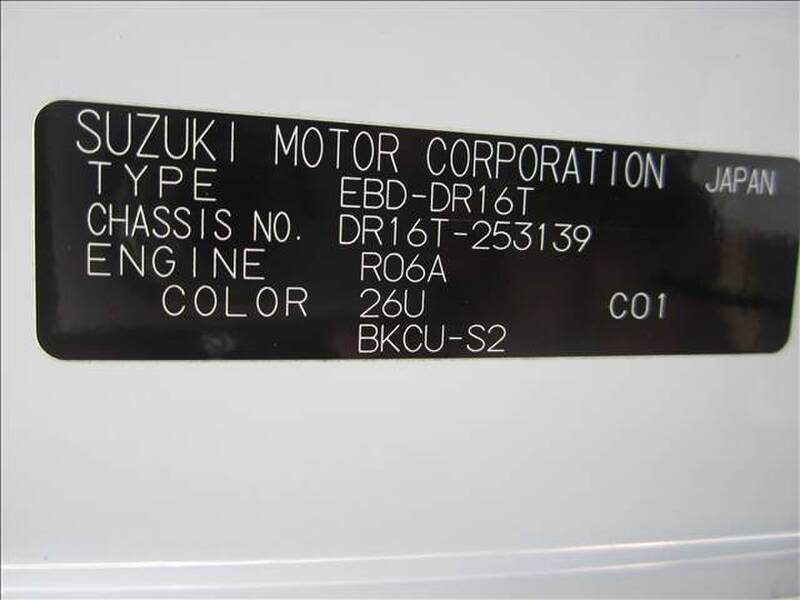 SUZUKI MOTOR CORPORATION JAPAN
TYPE EBD-DR16T
CHASSIS NO. DR16T-253139
ENGINE R06A
COLOR 26U C01
BKCU-S2